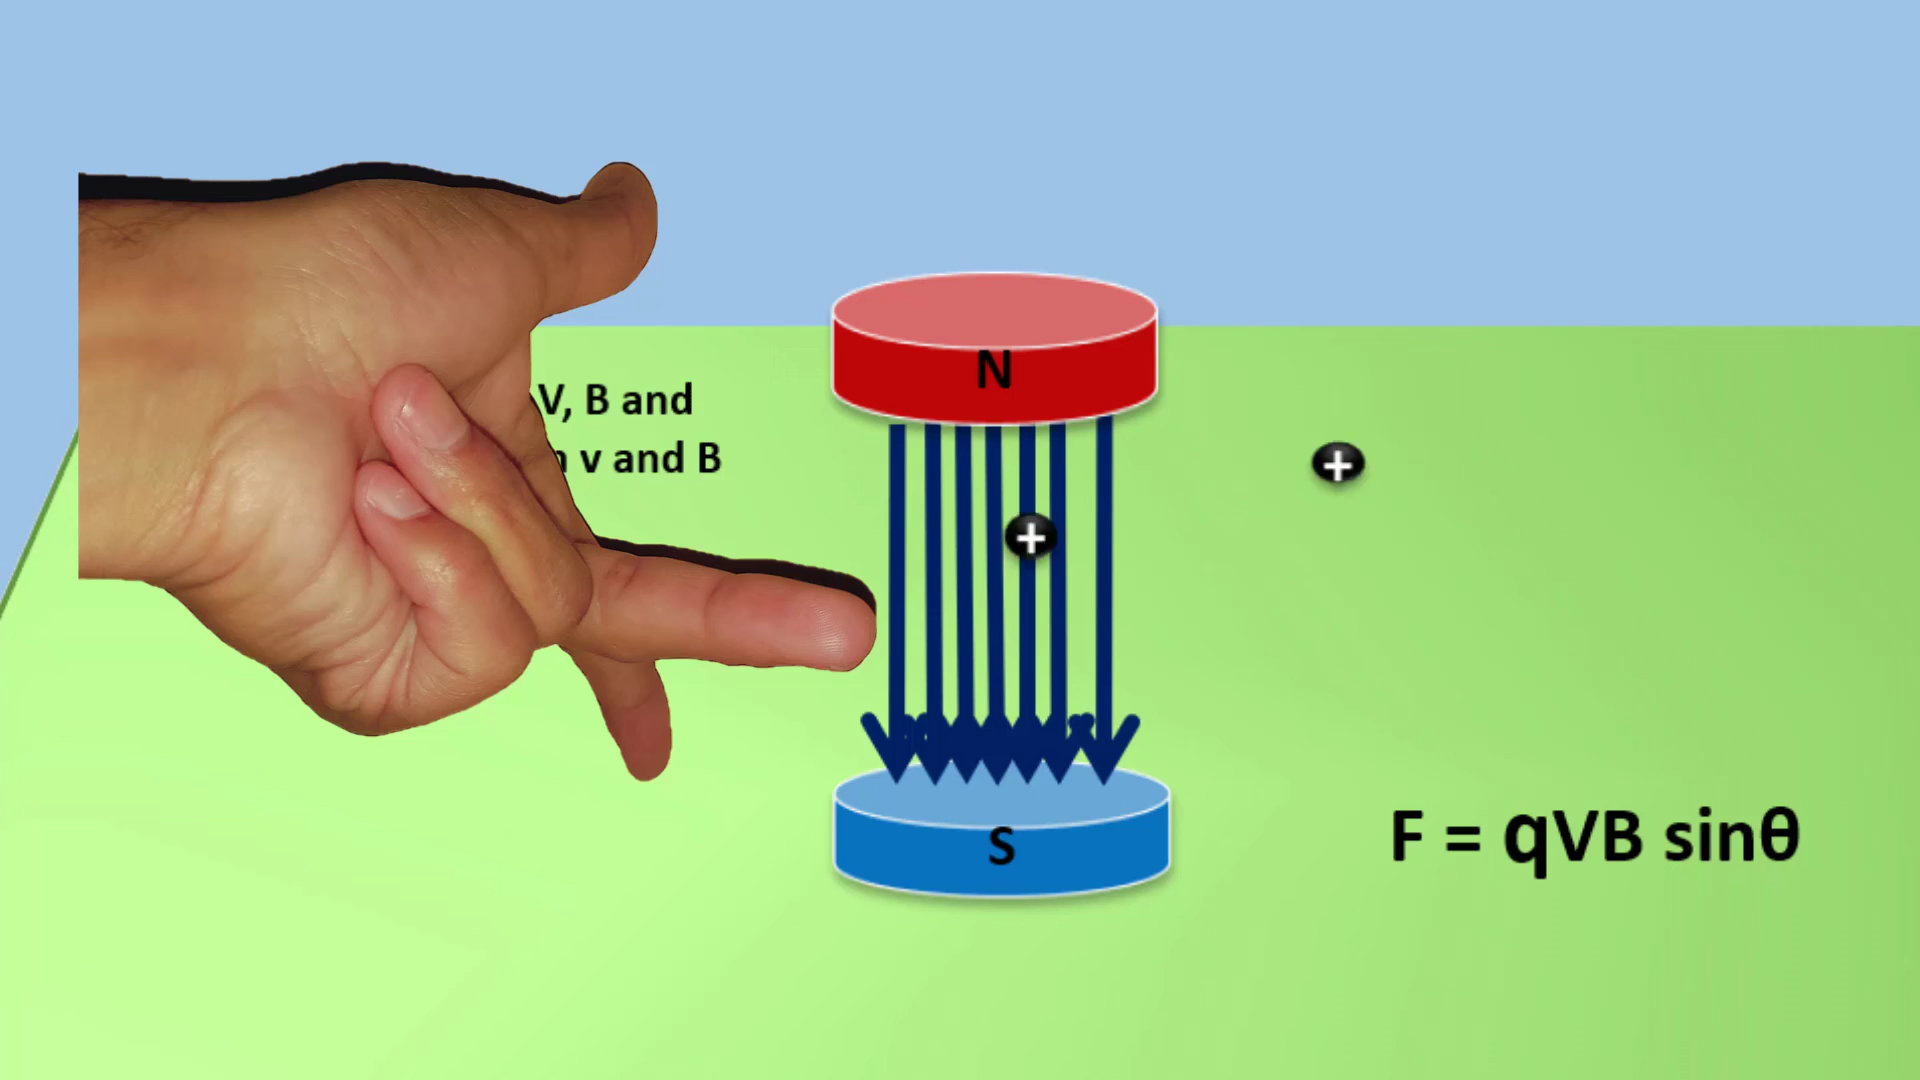 N
V, B and
v and B
+
+
S
F = qVB sinθ